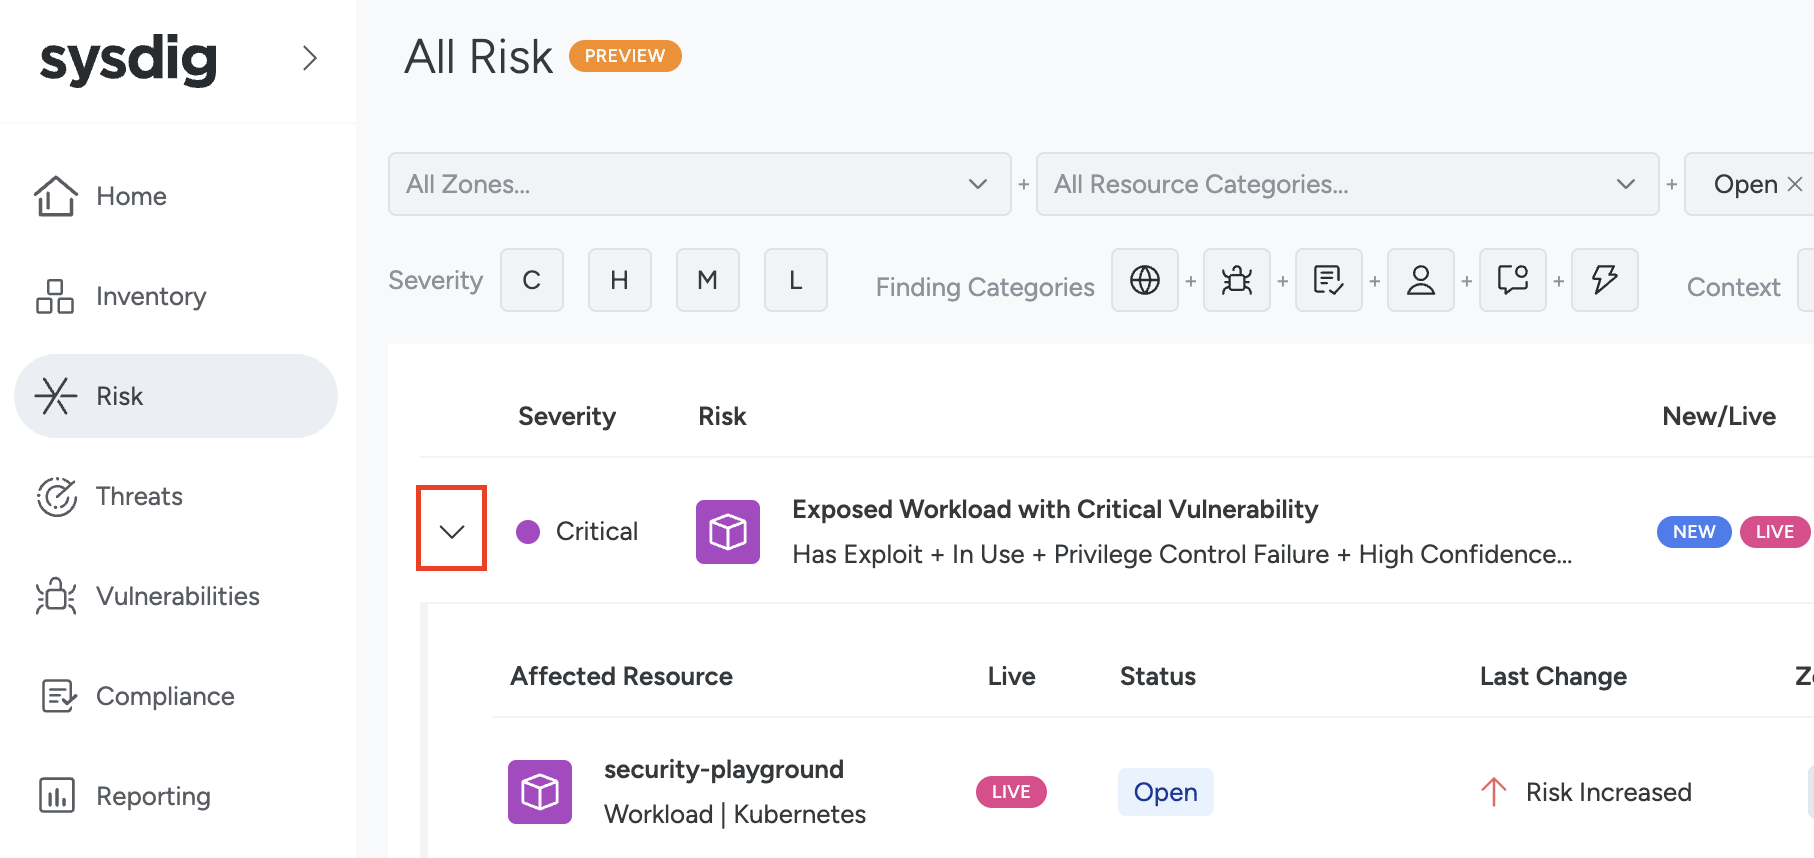 sysdig
All Risk PREVIEW
Home
Inventory
Risk
Threats
Vulnerabilities
Compliance
Reporting
All Zones... + All Resource Categories... + Open
Severity C H M L Finding Categories + + + + + Context
Severity Risk New/Live
Critical
Exposed Workload with Critical Vulnerability
Has Exploit + In Use + Privilege Control Failure + High Confidence...
NEW LIVE
Affected Resource Live Status Last Change
security-playground
Workload | Kubernetes
LIVE Open Risk Increased